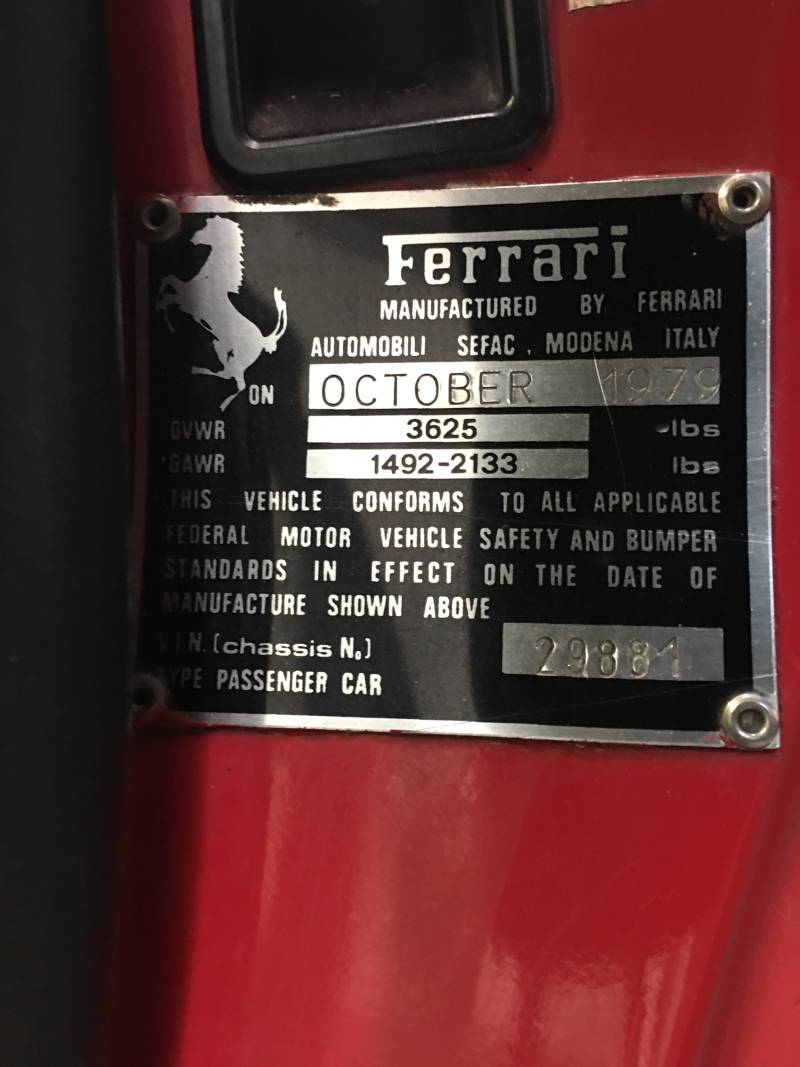 Ferrari
MANUFACTURED BY FERRARI
AUTOMOBILI SEFAC, MODENA ITALY
ON OCTOBER 1979
GVWR 3625 lbs
GAWR 1492-2133 lbs
THIS VEHICLE CONFORMS TO ALL APPLICABLE
FEDERAL MOTOR VEHICLE SAFETY AND BUMPER
STANDARDS IN EFFECT ON THE DATE OF
MANUFACTURE SHOWN ABOVE
V.I.N. (chassis No) 29881
TYPE PASSENGER CAR